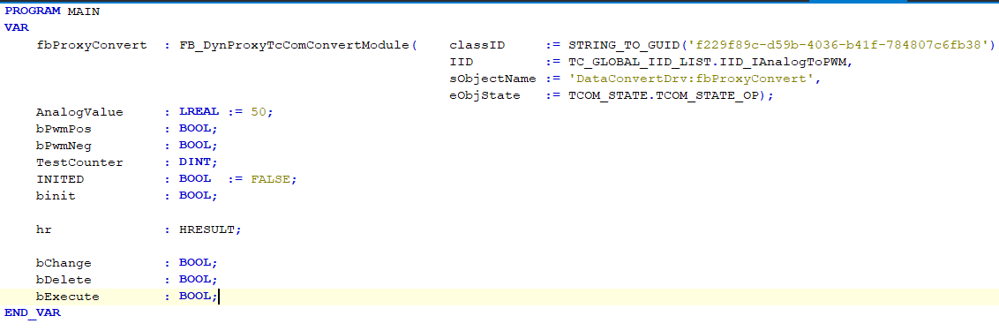 PROGRAM MAIN
VAR
fbProxyConvert : FB_DynProxyTcComConvertModule( classID := STRING_TO_GUID('f229f89c-d59b-4036-b41f-784807c6fb38')
IID := TC_GLOBAL_IID_LIST.IID_IAnalogToPWM,
sObjectName := 'DataConvertDrv:fbProxyConvert',
eObjState := TCOM_STATE.TCOM_STATE_OP);
AnalogValue : LREAL := 50;
bPwmPos : BOOL;
bPwmNeg : BOOL;
TestCounter : DINT;
INITED : BOOL := FALSE;
binit : BOOL;
hr : HRESULT;
bChange : BOOL;
bDelete : BOOL;
bExecute : BOOL;
END_VAR